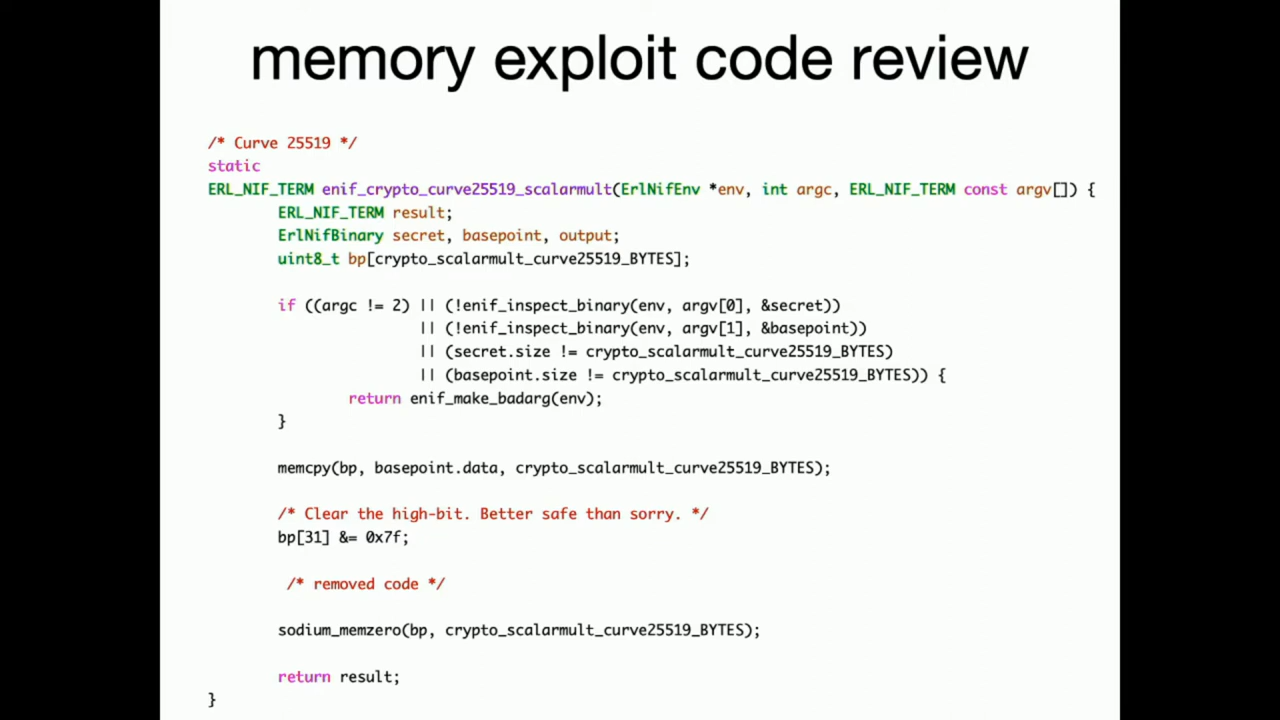 memory exploit code review
/* Curve 25519 */
static
ERL_NIF_TERM enif_crypto_curve25519_scalarmult(ErlNifEnv *env, int argc, ERL_NIF_TERM const argv[]) {
ERL_NIF_TERM result;
ErlNifBinary secret, basepoint, output;
uint8_t bp[crypto_scalarmult_curve25519_BYTES];
if ((argc != 2) || (!enif_inspect_binary(env, argv[0], &secret))
|| (!enif_inspect_binary(env, argv[1], &basepoint))
|| (secret.size != crypto_scalarmult_curve25519_BYTES)
|| (basepoint.size != crypto_scalarmult_curve25519_BYTES)) {
return enif_make_badarg(env);
}
memcpy(bp, basepoint.data, crypto_scalarmult_curve25519_BYTES);
/* Clear the high-bit. Better safe than sorry. */
bp[31] &= 0x7f;
/* removed code */
sodium_memzero(bp, crypto_scalarmult_curve25519_BYTES);
return result;
}